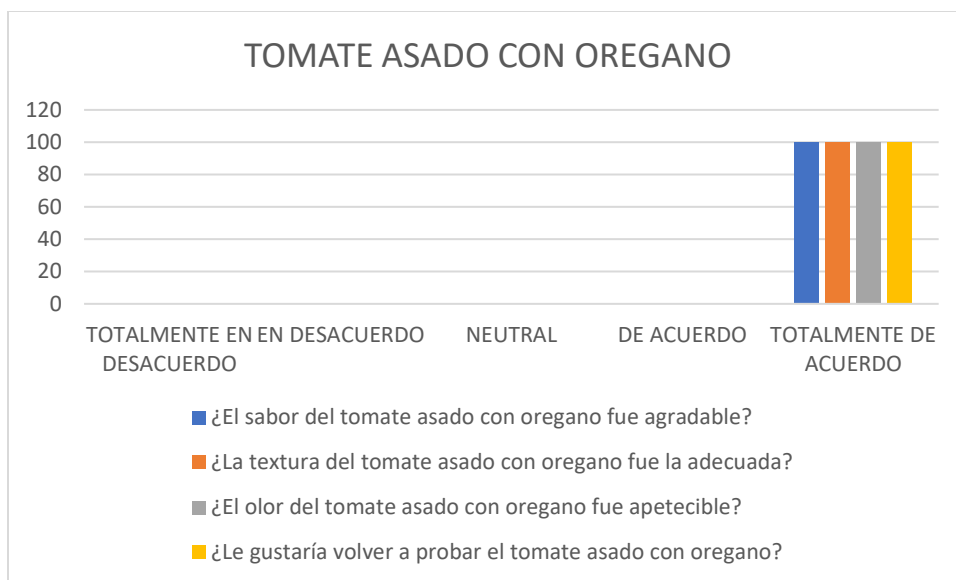 TOMATE ASADO CON OREGANO
120
100
80
60
40
20
0
TOTALMENTE EN DESACUERDO
EN DESACUERDO
NEUTRAL
DE ACUERDO
TOTALMENTE DE ACUERDO
¿El sabor del tomate asado con oregano fue agradable?
¿La textura del tomate asado con oregano fue la adecuada?
¿El olor del tomate asado con oregano fue apetecible?
¿Le gustaría volver a probar el tomate asado con oregano?